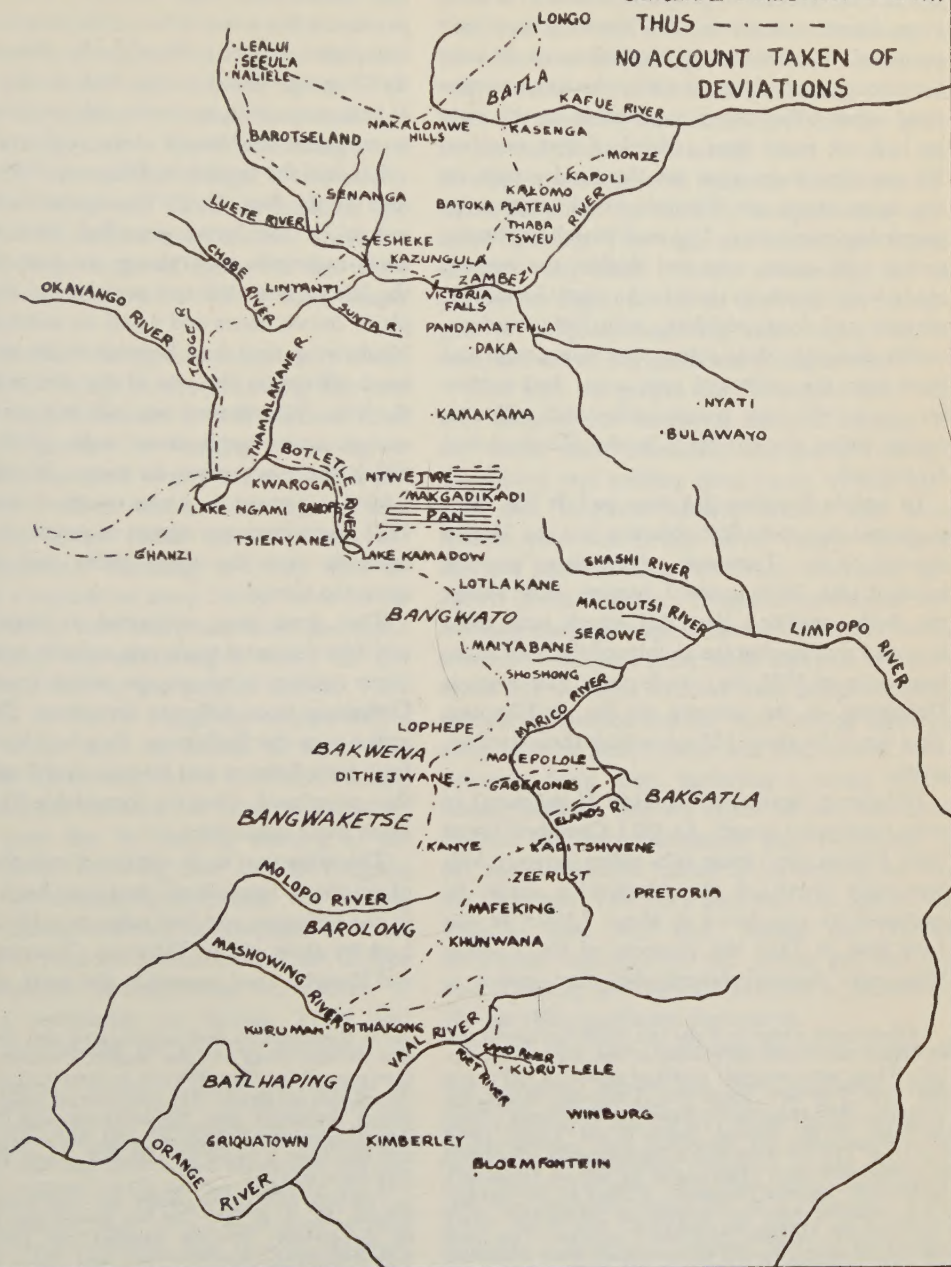 LONGO
THUS
NO ACCOUNT TAKEN OF
DEVIATIONS
LEALUI
SEEULA
NALIELE
BATLA
KAFUE RIVER
NAKALOMWE
HILLS
KASENGA
BAROTSELAND
MONZE
KAPOLI
SENANGA
KALOMO
BATOKA PLATEAU
RIVER
THABA
TSWEU
LUETE RIVER
SESHEKE
KAZUNGULA
ZAMBEZI
CHOBE
RIVER
LINYANTI
VICTORIA
FALLS
OKAVANGO
RIVER
SUNTA R.
TAOGE R
PANDAMATENGA
DAKA
THAMALAKANE R.
NYATI
KAMAKAMA
BULAWAYO
BOTLETLE RIVER
NTWETWE
KWAROGA
MAKGADIKADI
LAKE NGAMI
PAN
TSIENYANEI
GHANZI
LAKE KAMADOW
LOTLAKANE
SHASHI RIVER
BANGWATO
MACLOUTSI RIVER
SEROWE
LIMPOPO
RIVER
MAIYABANE
SHOSHONG
MARICO RIVER
LOPHEPE
BAKWENA
MOLEPOLOLE
DITHEJWANE
GABERONES
BAKGATLA
ELANDS R.
BANGWAKETSE
KANYE
KADITSHWENE
ZEERUST
MOLOPO RIVER
PRETORIA
MAFEKING
BAROLONG
KHUNWANA
MASHOWING RIVER
KURUMAN
DITHAKONG
VAAL RIVER
SAND RIVER
RIET RIVER
KURUTLELE
BATLHAPING
WINBURG
GRIQUATOWN
KIMBERLEY
ORANGE
RIVER
BLOEMFONTEIN